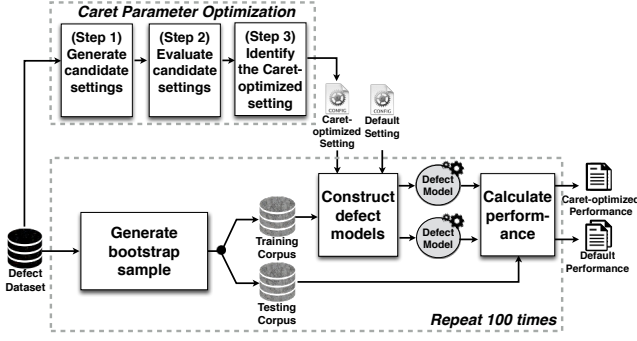 Caret Parameter Optimization
(Step 1)
Generate
candidate
settings
(Step 2)
Evaluate
candidate
settings
(Step 3)
Identify
the Caret-
optimized
setting
CONFIG
Caret-
optimized
Setting
CONFIG
Default
Setting
Defect
Dataset
Generate
bootstrap
sample
Training
Corpus
Testing
Corpus
Construct
defect
models
Defect
Model
Defect
Model
Calculate
perform-
ance
Caret-optimized
Performance
Default
Performance
Repeat 100 times